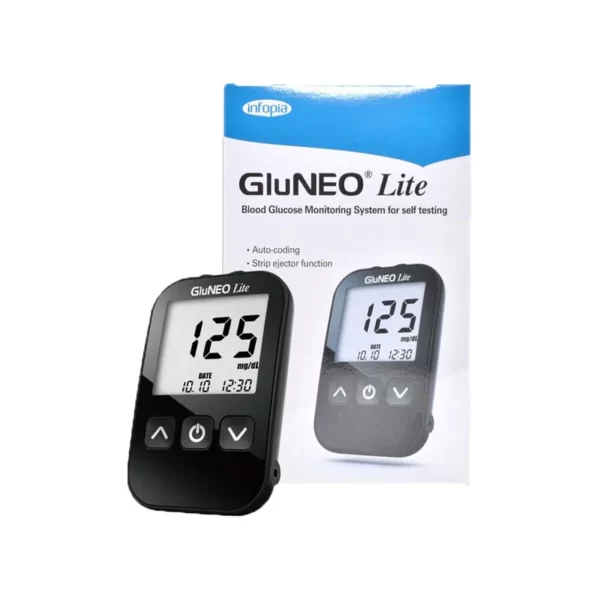 infopia
GluNEO® Lite
Blood Glucose Monitoring System for self testing
• Auto-coding
• Strip ejector function
GluNEO Lite
125
mg/dL
DATE
10.10 12:30
GluNEO Lite
125
mg/dL
DATE
10.10 12:30